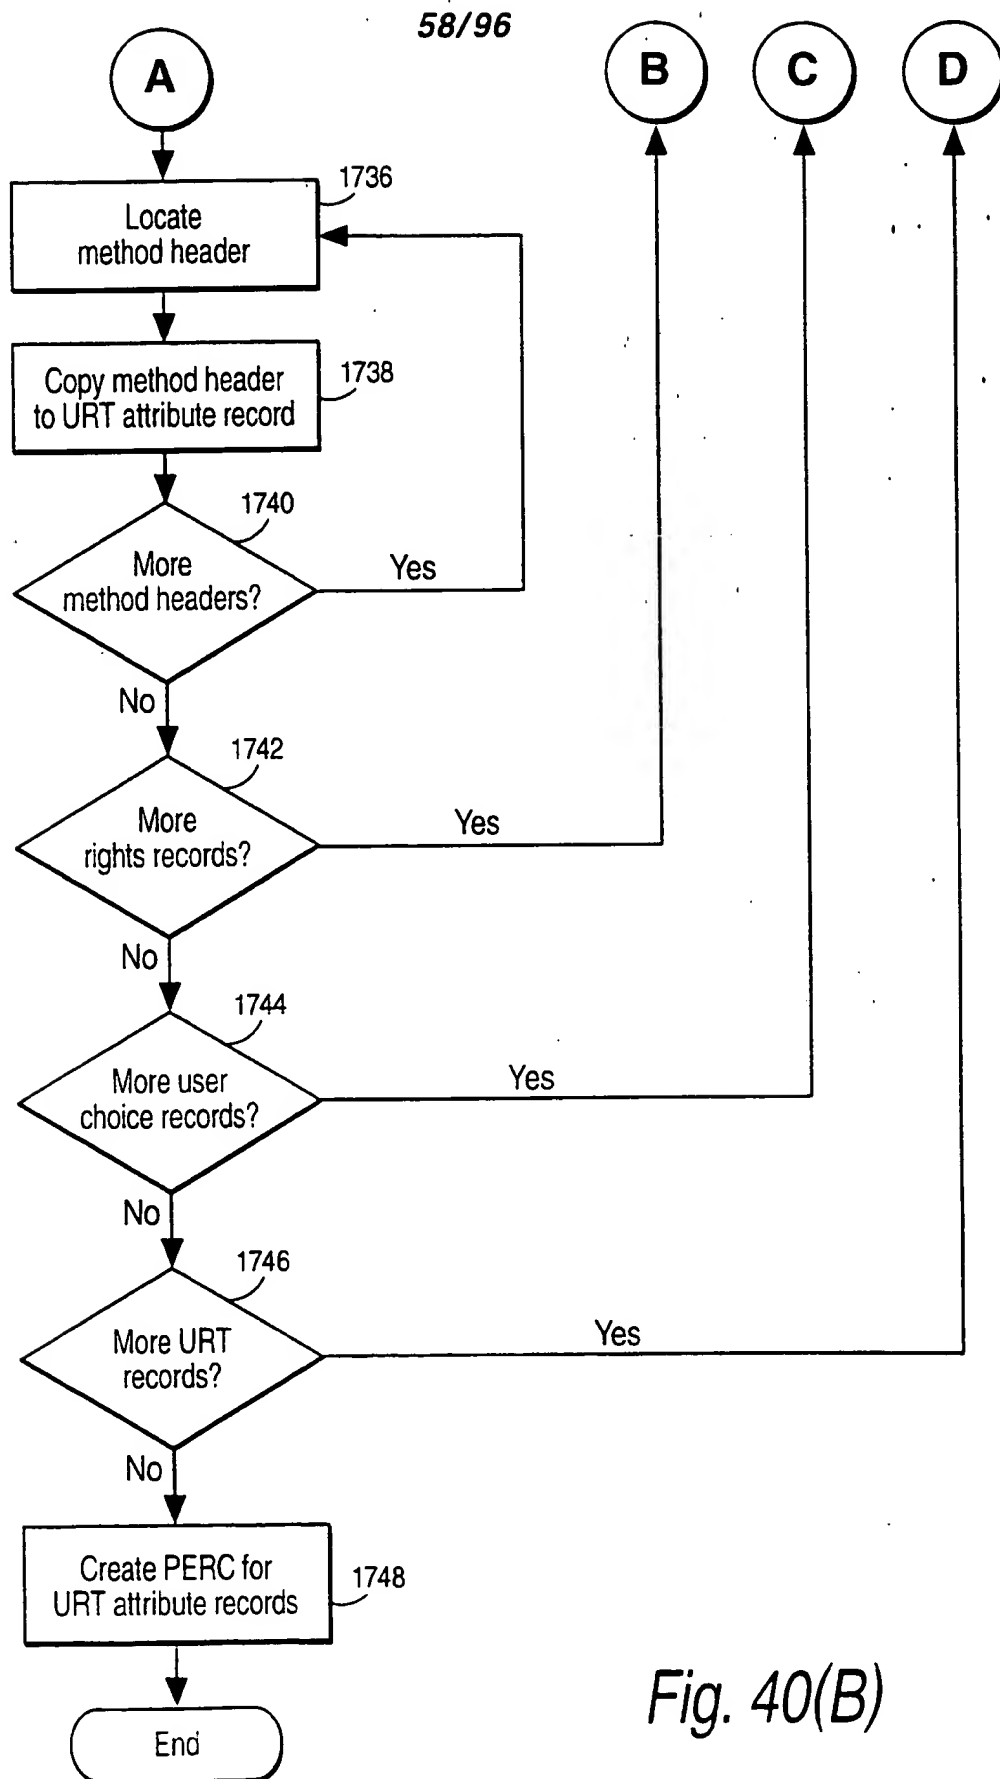 58/96
A
B
C
D
1736
Locate
method header
1738
Copy method header
to URT attribute record
1740
More
method headers?
Yes
No
1742
More
rights records?
Yes
No
1744
More user
choice records?
Yes
No
1746
More URT
records?
Yes
No
Create PERC for
URT attribute records
1748
End
Fig. 40(B)